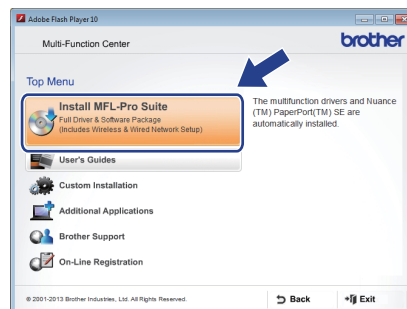 Adobe Flash Player 10
Multi-Function Center
brother
Top Menu
Install MFL-Pro Suite
Full Driver & Software Package
(Includes Wireless & Wired Network Setup)
The multifunction drivers and Nuance
(TM) PaperPort(TM) SE are
automatically installed.
User's Guides
Custom Installation
Additional Applications
Brother Support
On-Line Registration
© 2001-2013 Brother Industries, Ltd. All Rights Reserved.
Back
Exit